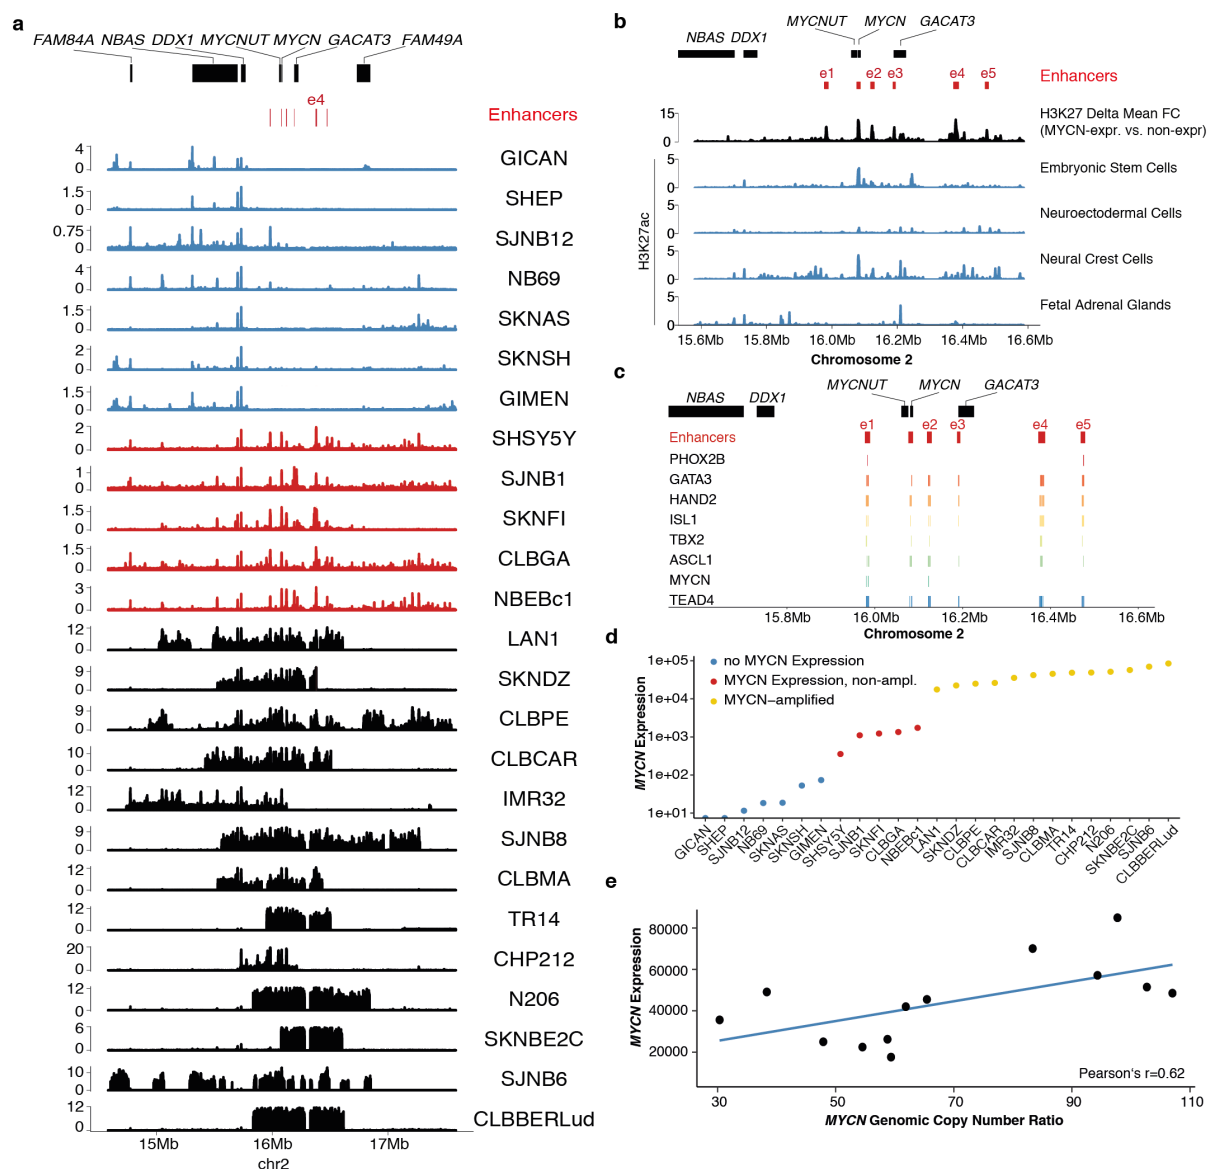 a
FAM84A NBAS DDX1 MYCNUT MYCN GACAT3 FAM49A
e4
Enhancers
4
0
GICAN
1.5
0
SHEP
0.75
0
SJNB12
4
0
NB69
1.5
0
SKNAS
2
0
SKNSH
1.5
0
GIMEN
2
0
SHSY5Y
1
0
SJNB1
1.5
0
SKNFI
1.5
0
CLBGA
3
0
NBEBc1
12
0
LAN1
9
0
SKNDZ
9
0
CLBPE
10
0
CLBCAR
12
0
IMR32
9
0
SJNB8
12
0
CLBMA
12
0
TR14
20
0
CHP212
12
0
N206
6
0
SKNBE2C
10
0
SJNB6
12
0
CLBBERLud
15Mb 16Mb 17Mb
chr2
b
MYCNUT MYCN GACAT3
NBAS DDX1
e1 e2 e3 e4 e5
Enhancers
15
0
H3K27 Delta Mean FC
(MYCN-expr. vs. non-expr)
H3K27ac
5
0
Embryonic Stem Cells
5
0
Neuroectodermal Cells
5
0
Neural Crest Cells
5
0
Fetal Adrenal Glands
15.6Mb 15.8Mb 16.0Mb 16.2Mb 16.4Mb 16.6Mb
Chromosome 2
c
MYCNUT MYCN GACAT3
NBAS DDX1
Enhancers e1 e2 e3 e4 e5
PHOX2B
GATA3
HAND2
ISL1
TBX2
ASCL1
MYCN
TEAD4
15.8Mb 16.0Mb 16.2Mb 16.4Mb 16.6Mb
Chromosome 2
d
MYCN Expression
1e+05
1e+04
1e+03
1e+02
1e+01
no MYCN Expression
MYCN Expression, non-ampl.
MYCN−amplified
GICAN SHEP SJNB12 NB69 SKNAS SKNSH GIMEN SHSY5Y SJNB1 SKNFI CLBGA NBEBc1 LAN1 SKNDZ CLBPE CLBCAR IMR32 SJNB8 CLBMA TR14 CHP212 N206 SKNBE2C SJNB6 CLBBERLud
e
MYCN Expression
80000
60000
40000
20000
Pearson's r=0.62
30 50 70 90 110
MYCN Genomic Copy Number Ratio